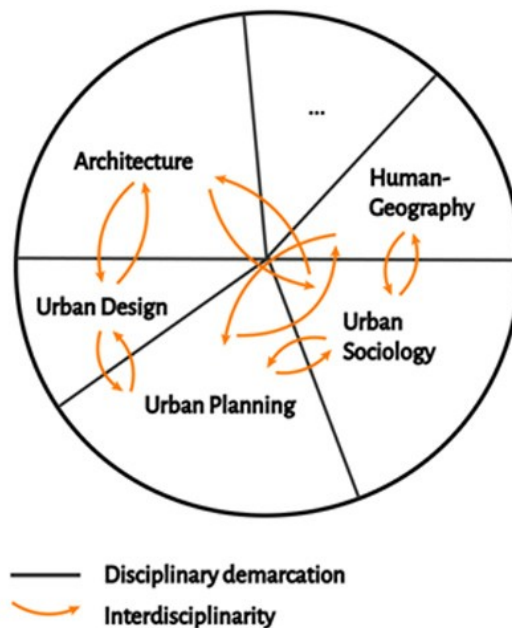 ...
Architecture
Human-
Geography
Urban Design
Urban
Sociology
Urban Planning
Disciplinary demarcation
Interdisciplinarity